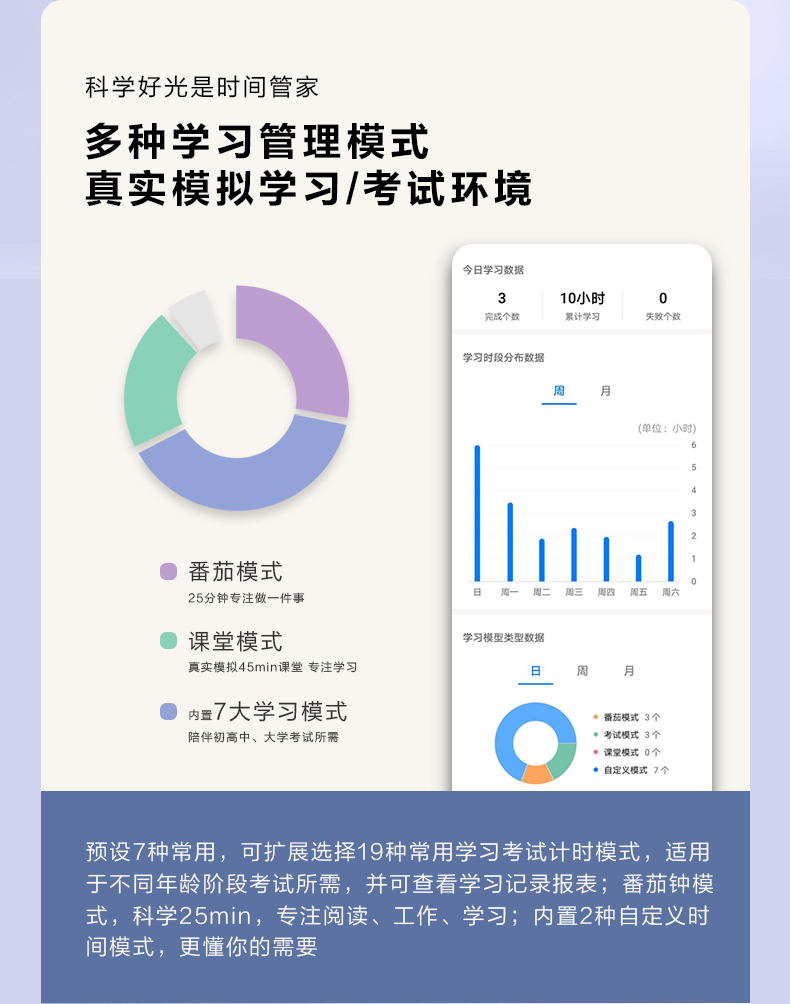 科学好光是时间管家
多种学习管理模式
真实模拟学习/考试环境
番茄模式
25分钟专注做一件事
课堂模式
真实模拟45min课堂 专注学习
内置7大学习模式
陪伴初高中、大学考试所需
今日学习数据
3 10小时 0
完成个数 累计学习 失败个数
学习时段分布数据
周 月
(单位：小时)
6
5
4
3
2
1
0
日 周一 周二 周三 周四 周五 周六
学习模型类型数据
日 周 月
番茄模式 3个
考试模式 3个
课堂模式 0个
自定义模式 7个
预设7种常用，可扩展选择19种常用学习考试计时模式，适用
于不同年龄阶段考试所需，并可查看学习记录报表；番茄钟模
式，科学25min，专注阅读、工作、学习；内置2种自定义时
间模式，更懂你的需要